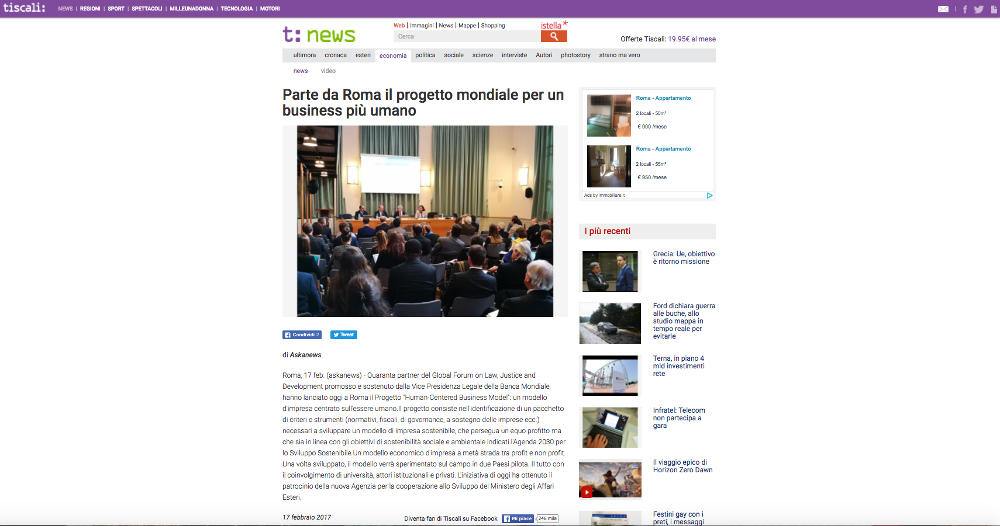 tiscali:
NEWS | REGIONI | SPORT | SPETTACOLI | MILLEUNADONNA | TECNOLOGIA | MOTORI
t: news
Web | Immagini | News | Mappe | Shopping
istella*
Cerca
Offerte Tiscali: 19.95€ al mese
ultimora cronaca esteri economia politica sociale scienze interviste Autori photostory strano ma vero
news video
Parte da Roma il progetto mondiale per un
business più umano
Condividi 2
Tweet
di Askanews
Roma, 17 feb. (askanews) - Quaranta partner del Global Forum on Law, Justice and
Development promosso e sostenuto dalla Vice Presidenza Legale della Banca Mondiale,
hanno lanciato oggi a Roma il Progetto "Human-Centered Business Model": un modello
d'impresa centrato sull'essere umano.Il progetto consiste nell'identificazione di un pacchetto
di criteri e strumenti (normativi, fiscali, di governance, a sostegno delle imprese ecc.)
necessari a sviluppare un modello di impresa sostenibile, che persegua un equo profitto ma
che sia in linea con gli obiettivi di sostenibilità sociale e ambientale indicati l'Agenda 2030 per
lo Sviluppo Sostenibile.Un modello economico d'impresa a metà strada tra profit e non profit.
Una volta sviluppato, il modello verrà sperimentato sul campo in due Paesi pilota. Il tutto con
il coinvolgimento di università, attori istituzionali e privati. L'iniziativa di oggi ha ottenuto il
patrocinio della nuova Agenzia per la cooperazione allo Sviluppo del Ministero degli Affari
Esteri.
17 febbraio 2017
Diventa fan di Tiscali su Facebook
Mi piace
246 mila
Roma - Appartamento
2 locali - 50m²
€ 900 /mese
Roma - Appartamento
2 locali - 55m²
€ 950 /mese
Ads by immobiliare.it
I più recenti
Grecia: Ue, obiettivo
è ritorno missione
Ford dichiara guerra
alle buche, allo
studio mappa in
tempo reale per
evitarle
Terna, in piano 4
mld investimenti
rete
Infratel: Telecom
non partecipa a
gara
Il viaggio epico di
Horizon Zero Dawn
Festini gay con i
preti, i messaggi